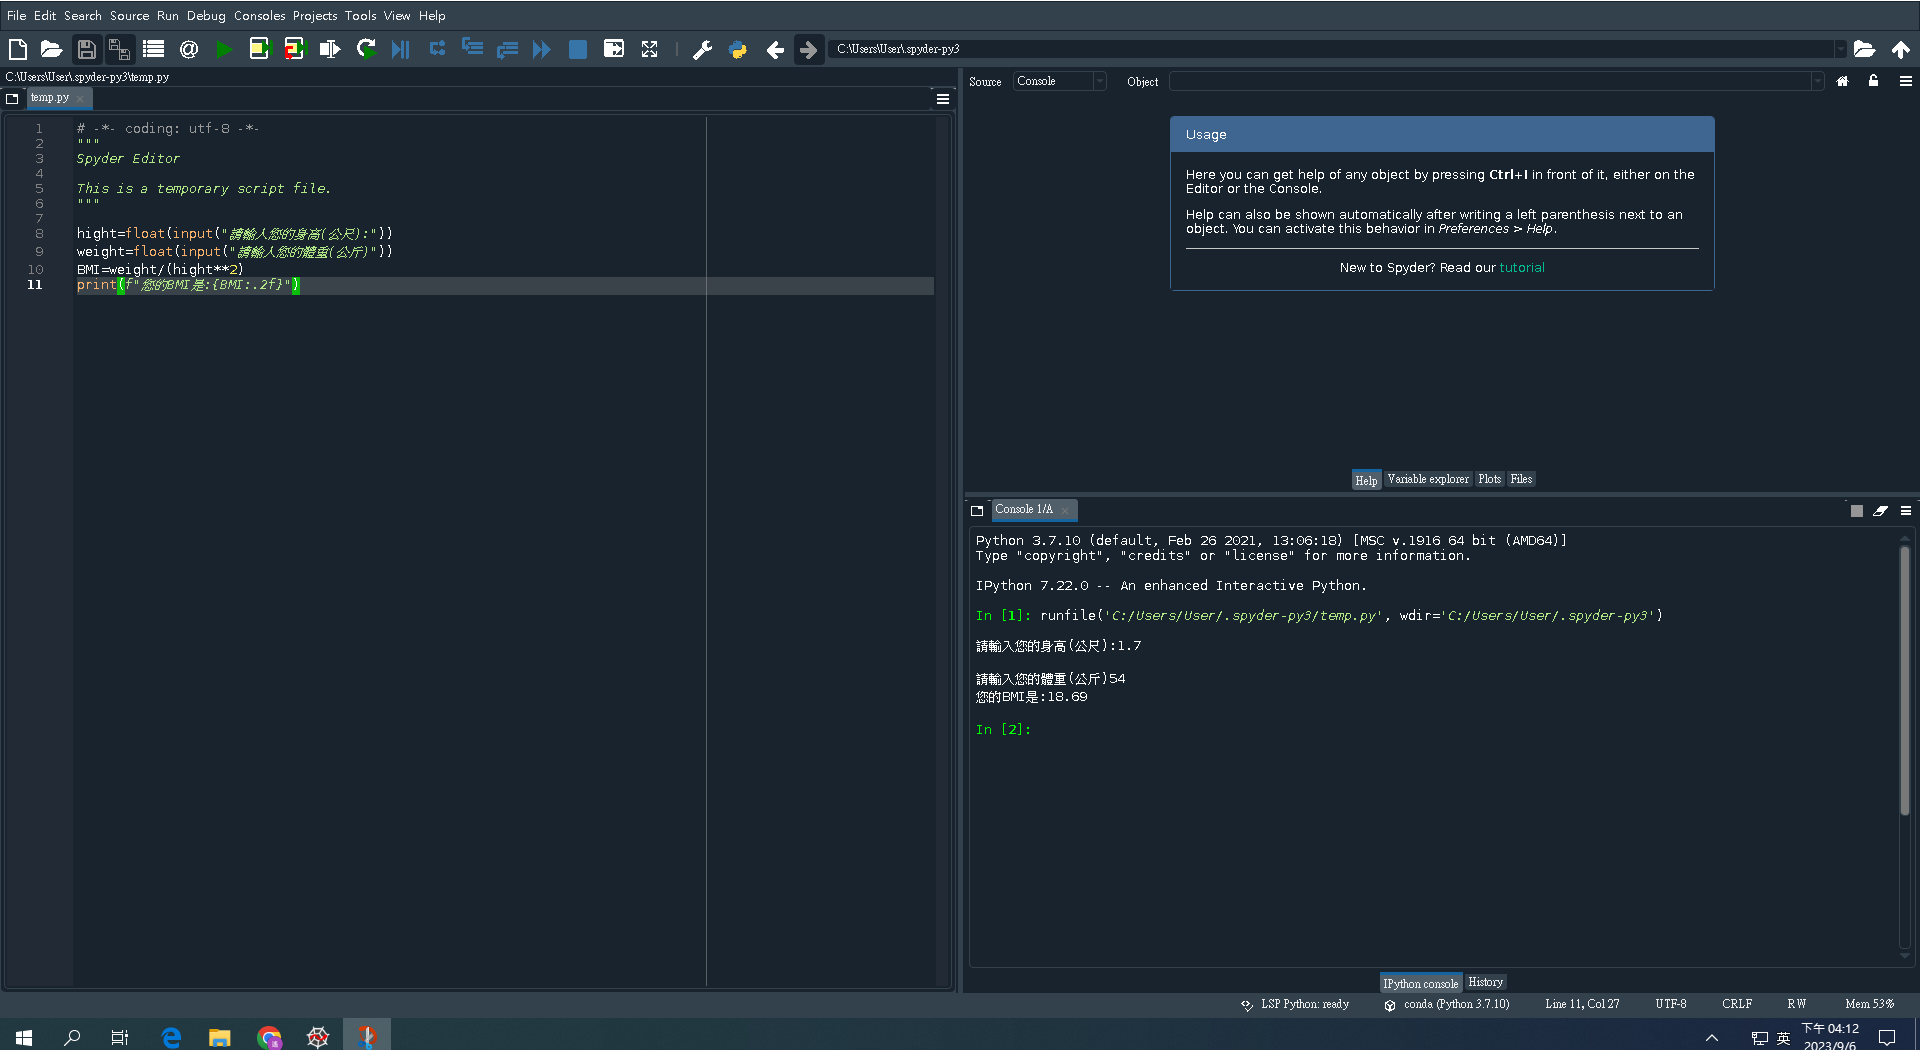 File Edit Search Source Run Debug Consoles Projects Tools View Help
C:\Users\User\.spyder-py3
C:\Users\User\.spyder-py3\temp.py
temp.py
1 # -*- coding: utf-8 -*-
2 """
3 Spyder Editor
4
5 This is a temporary script file.
6 """
7
8 hight=float(input("請輸入您的身高(公尺):"))
9 weight=float(input("請輸入您的體重(公斤)"))
10 BMI=weight/(hight**2)
11 print(f"您的BMI是:{BMI:.2f}")
Source Console Object
Usage
Here you can get help of any object by pressing Ctrl+I in front of it, either on the
Editor or the Console.
Help can also be shown automatically after writing a left parenthesis next to an
object. You can activate this behavior in Preferences > Help.
New to Spyder? Read our tutorial
Help Variable explorer Plots Files
Console 1/A
Python 3.7.10 (default, Feb 26 2021, 13:06:18) [MSC v.1916 64 bit (AMD64)]
Type "copyright", "credits" or "license" for more information.
IPython 7.22.0 -- An enhanced Interactive Python.
In [1]: runfile('C:/Users/User/.spyder-py3/temp.py', wdir='C:/Users/User/.spyder-py3')
請輸入您的身高(公尺):1.7
請輸入您的體重(公斤)54
您的BMI是:18.69
In [2]:
IPython console History
LSP Python: ready conda (Python 3.7.10) Line 11, Col 27 UTF-8 CRLF RW Mem 53%
英 下午 04:12
2023/9/6